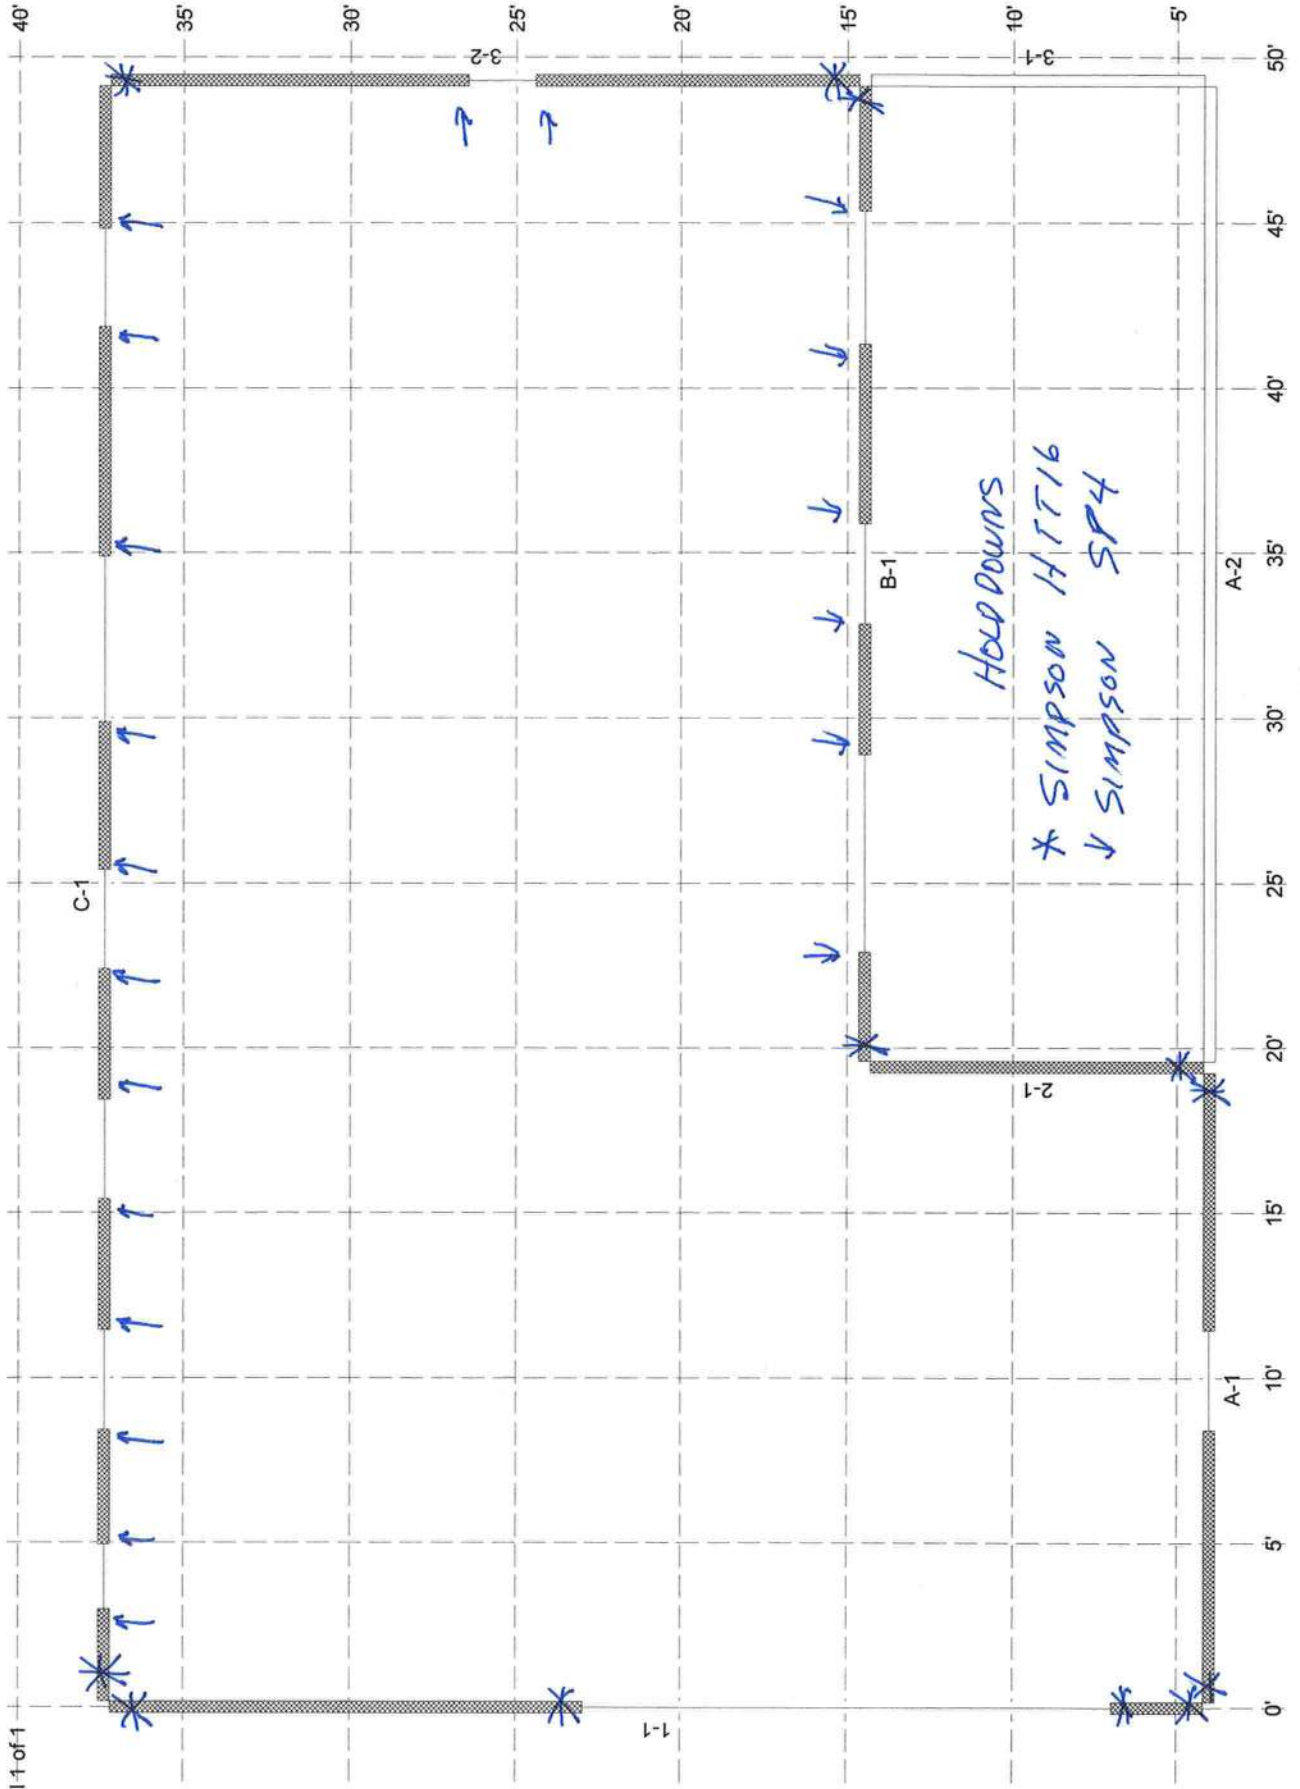 1 of 1
40'
35'
30'
25'
20'
15'
10'
5'
C-1
3-2
3-1
B-1
HOLD DOWNS
* SIMPSON HTT16
↓ SIMPSON SP4
2-1
1-1
A-1
A-2
0'
5'
10'
15'
20'
25'
30'
35'
40'
45'
50'